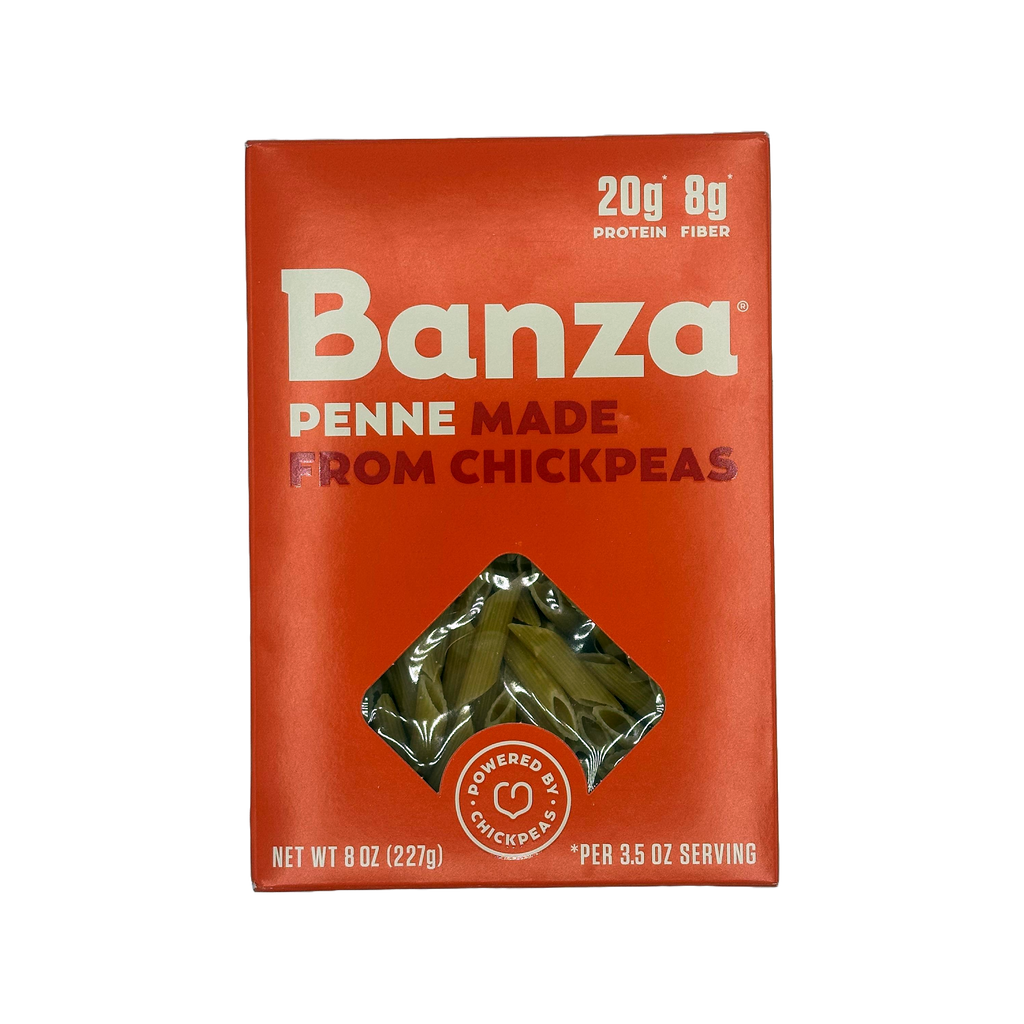 20g* 8g*
PROTEIN FIBER
Banza®
PENNE MADE
FROM CHICKPEAS
POWERED BY
· CHICKPEAS ·
NET WT 8 OZ (227g)
*PER 3.5 OZ SERVING